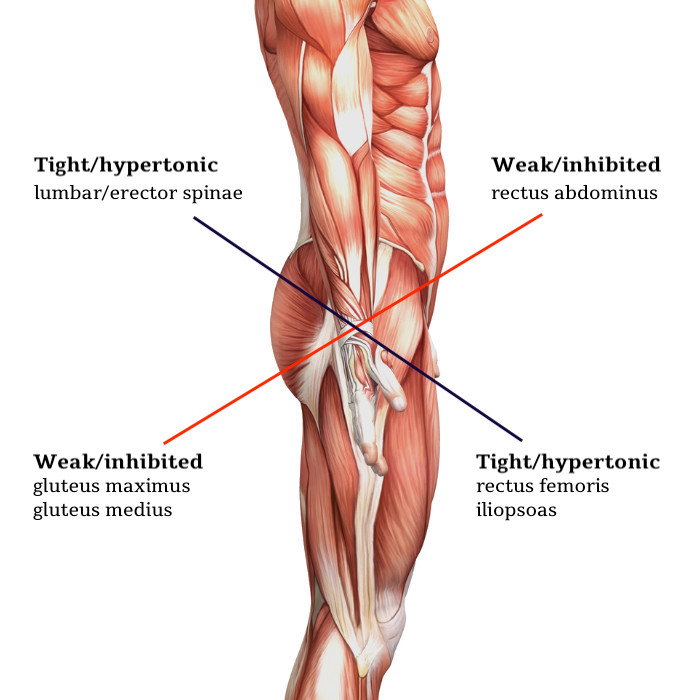 Tight/hypertonic
lumbar/erector spinae
Weak/inhibited
rectus abdominus
Weak/inhibited
gluteus maximus
gluteus medius
Tight/hypertonic
rectus femoris
iliopsoas